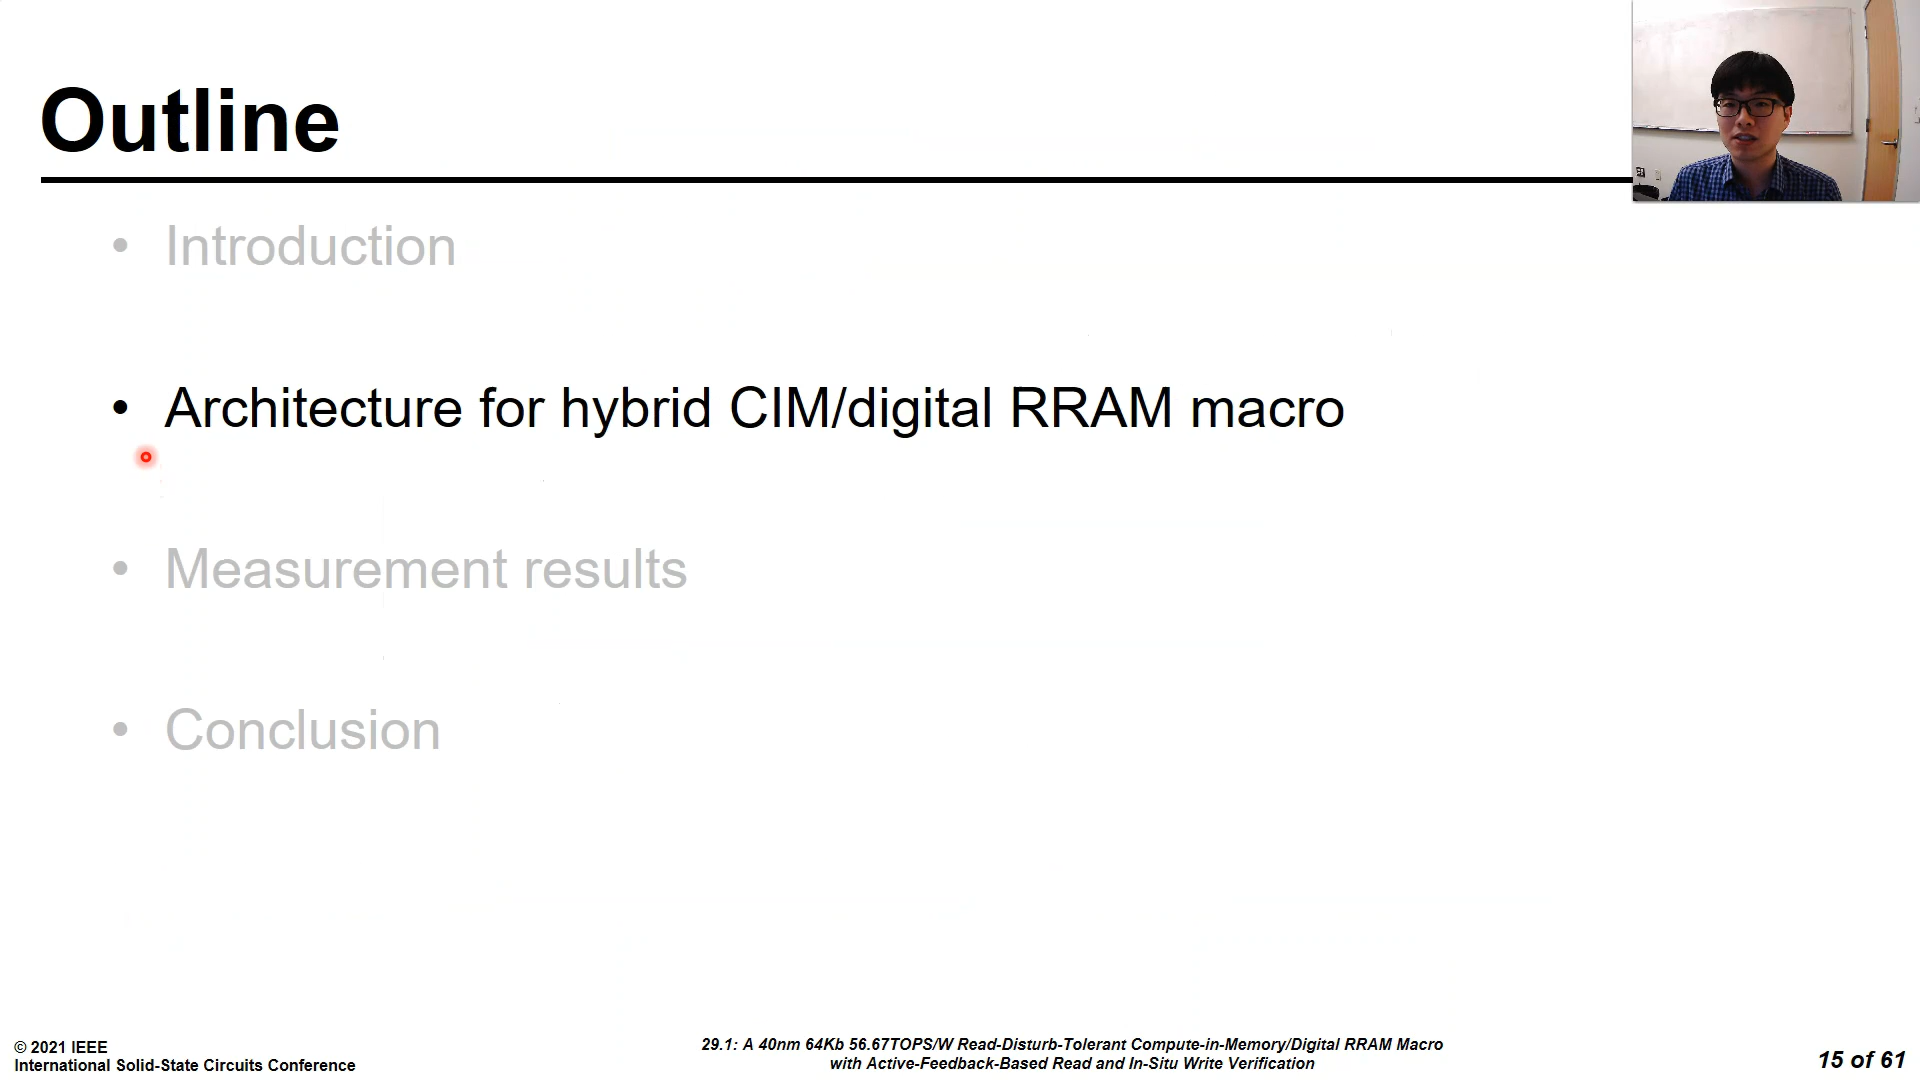 Outline
• Introduction
• Architecture for hybrid CIM/digital RRAM macro
• Measurement results
• Conclusion
© 2021 IEEE
International Solid-State Circuits Conference
29.1: A 40nm 64Kb 56.67TOPS/W Read-Disturb-Tolerant Compute-in-Memory/Digital RRAM Macro
with Active-Feedback-Based Read and In-Situ Write Verification
15 of 61